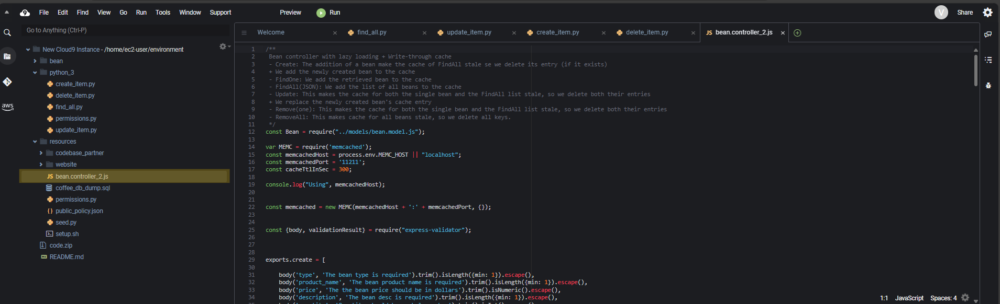 File Edit Find View Go Run Tools Window Support Preview Run V Share
Go to Anything (Ctrl-P)
Welcome find_all.py update_item.py create_item.py delete_item.py JS bean.controller_2.js
New Cloud9 Instance - /home/ec2-user/environment
bean
python_3
create_item.py
delete_item.py
find_all.py
permissions.py
update_item.py
resources
codebase_partner
website
JS bean.controller_2.js
coffee_db_dump.sql
permissions.py
{} public_policy.json
seed.py
setup.sh
code.zip
README.md
aws
1 /**
2 Bean controller with lazy loading + Write-through cache
3 - Create: The addition of a bean make the cache of FindAll stale se we delete its entry (if it exists)
4 + We add the newly created bean to the cache
5 - FindOne: We add the retrieved bean to the cache
6 - FindAll(JSON): We add the list of all beans to the cache
7 - Update: This makes the cache for both the single bean and the FindAll list stale, so we delete both their entries
8 + We replace the newly created bean's cache entry
9 - Remove(one): This makes the cache for both the single bean and the FindAll list stale, so we delete both their entries
10 - RemoveAll: This makes cache for all beans stale, so we delete all keys.
11 */
12 const Bean = require("../models/bean.model.js");
13
14 var MEMC = require('memcached');
15 const memcachedHost = process.env.MEMC_HOST || "localhost";
16 const memcachedPort = '11211';
17 const cacheTtlInSec = 300;
18
19 console.log("Using", memcachedHost);
20
21
22 const memcached = new MEMC(memcachedHost + ':' + memcachedPort, {});
23
24
25 const {body, validationResult} = require("express-validator");
26
27
28
29 exports.create = [
30
31 body('type', 'The bean type is required').trim().isLength({min: 1}).escape(),
32 body('product_name', 'The bean product name is required').trim().isLength({min: 1}).escape(),
33 body('price', 'The the bean price should be in dollars').trim().isNumeric().escape(),
34 body('description', 'The bean desc is required').trim().isLength({min: 1}).escape(),
1:1 JavaScript Spaces: 4